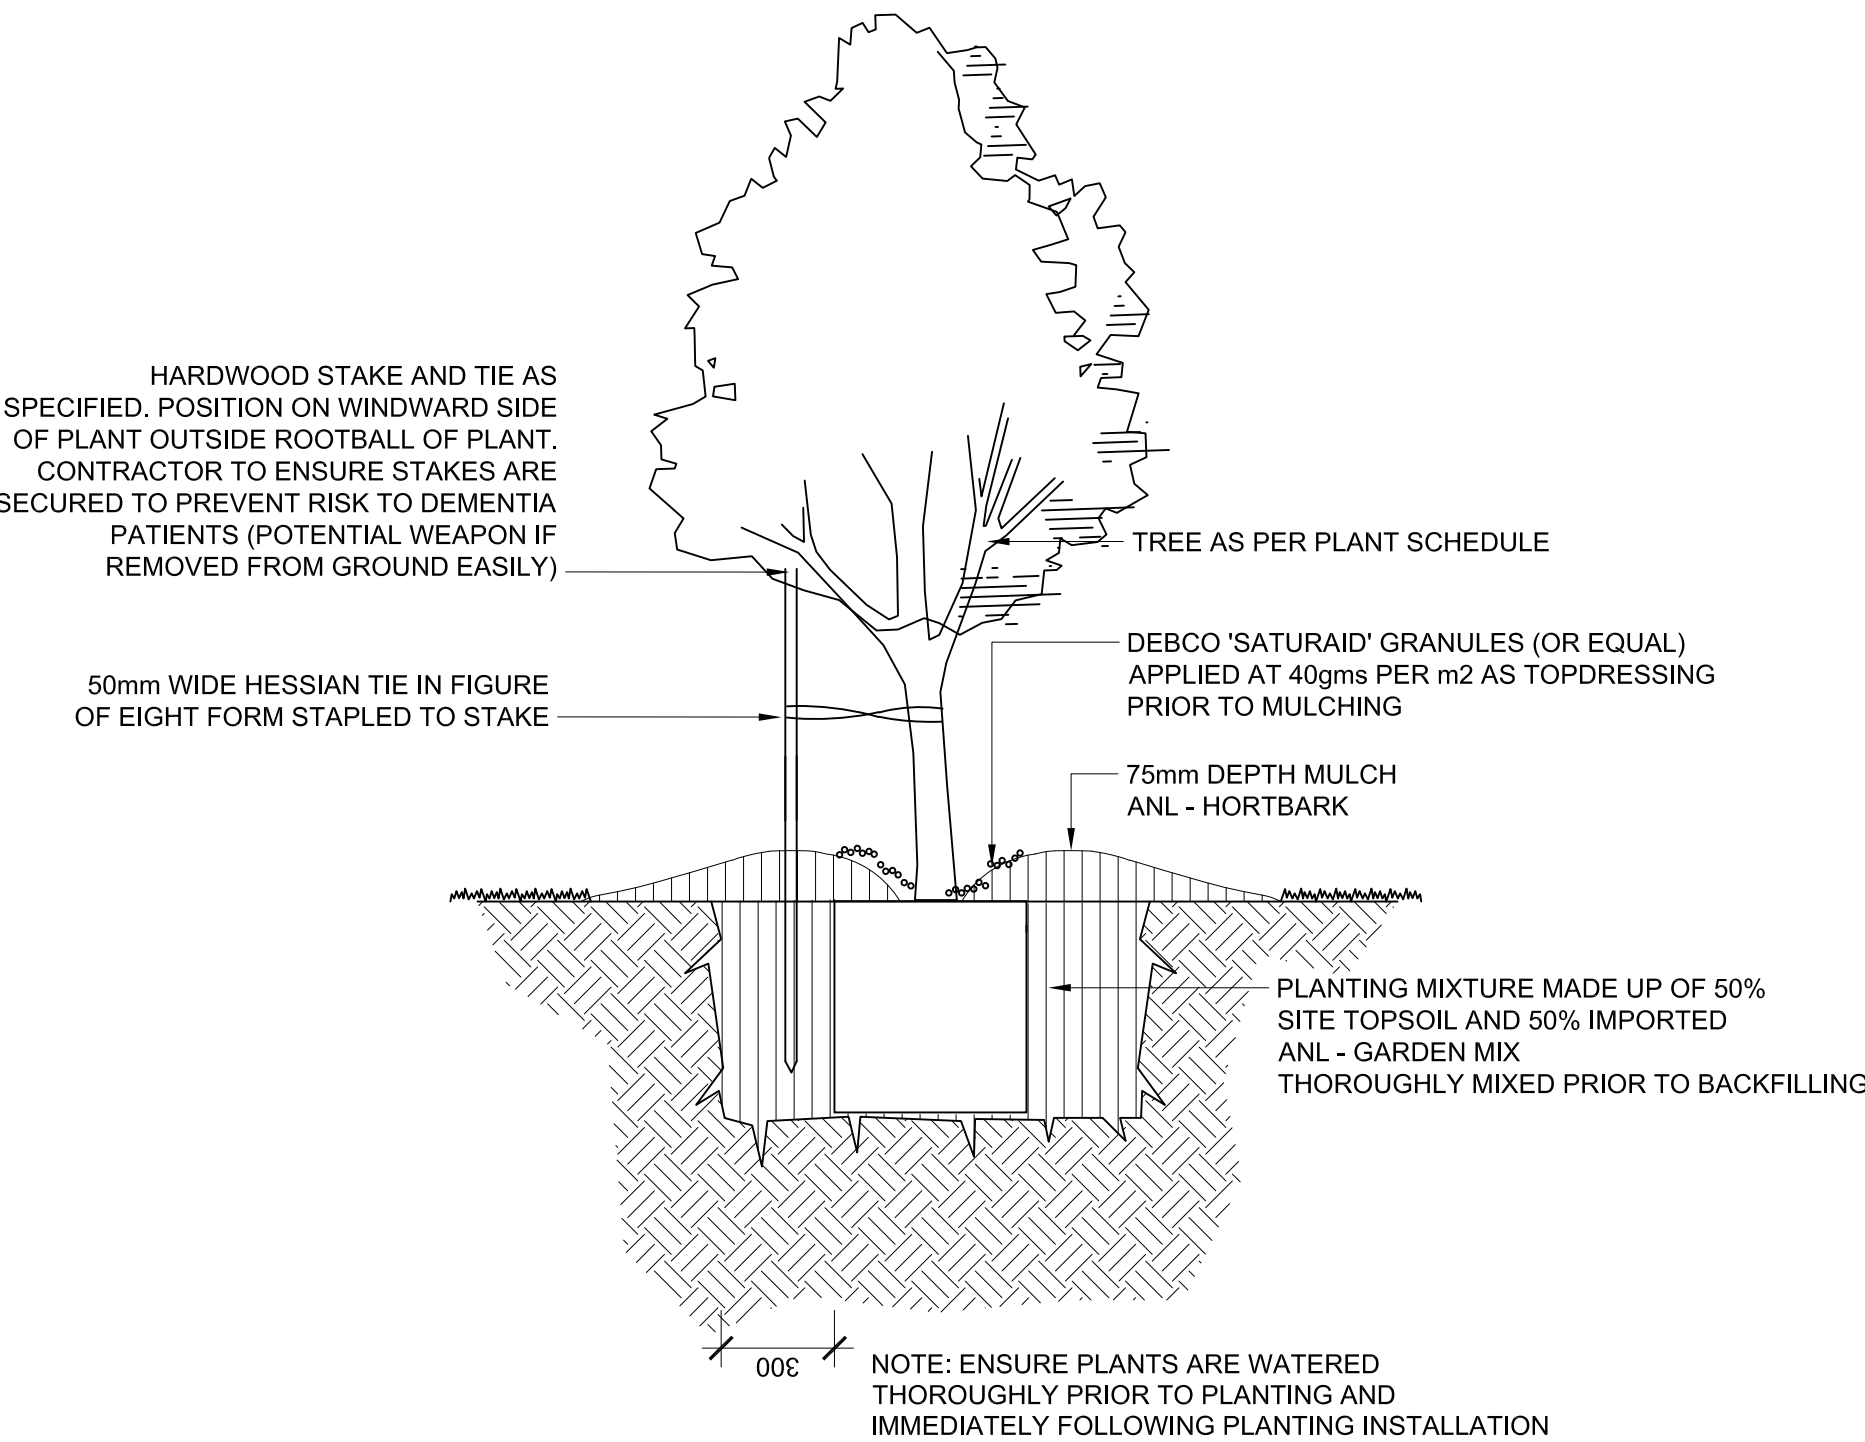 HARDWOOD STAKE AND TIE AS
SPECIFIED. POSITION ON WINDWARD SIDE
OF PLANT OUTSIDE ROOTBALL OF PLANT.
CONTRACTOR TO ENSURE STAKES ARE
SECURED TO PREVENT RISK TO DEMENTIA
PATIENTS (POTENTIAL WEAPON IF
REMOVED FROM GROUND EASILY)
50mm WIDE HESSIAN TIE IN FIGURE
OF EIGHT FORM STAPLED TO STAKE
TREE AS PER PLANT SCHEDULE
DEBCO 'SATURAID' GRANULES (OR EQUAL)
APPLIED AT 40gms PER m2 AS TOPDRESSING
PRIOR TO MULCHING
75mm DEPTH MULCH
ANL - HORTBARK
PLANTING MIXTURE MADE UP OF 50%
SITE TOPSOIL AND 50% IMPORTED
ANL - GARDEN MIX
THOROUGHLY MIXED PRIOR TO BACKFILLING
300
NOTE: ENSURE PLANTS ARE WATERED
THOROUGHLY PRIOR TO PLANTING AND
IMMEDIATELY FOLLOWING PLANTING INSTALLATION